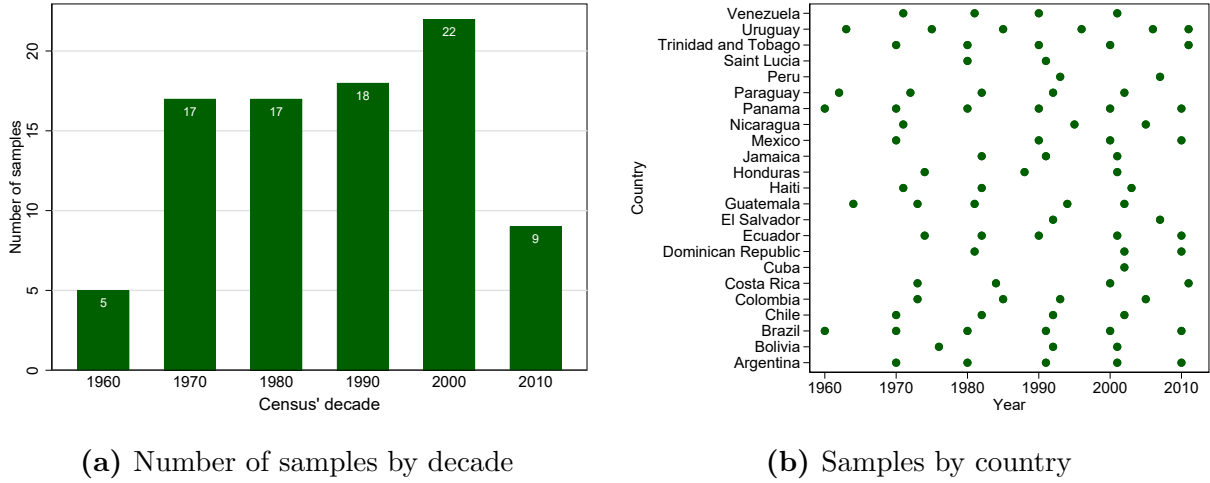 Number of samples
0
5
10
15
20
5
17
17
18
22
9
1960
1970
1980
1990
2000
2010
Census' decade
(a) Number of samples by decade
Country
Venezuela
Uruguay
Trinidad and Tobago
Saint Lucia
Peru
Paraguay
Panama
Nicaragua
Mexico
Jamaica
Honduras
Haiti
Guatemala
El Salvador
Ecuador
Dominican Republic
Cuba
Costa Rica
Colombia
Chile
Brazil
Bolivia
Argentina
1960
1970
1980
1990
2000
2010
Year
(b) Samples by country